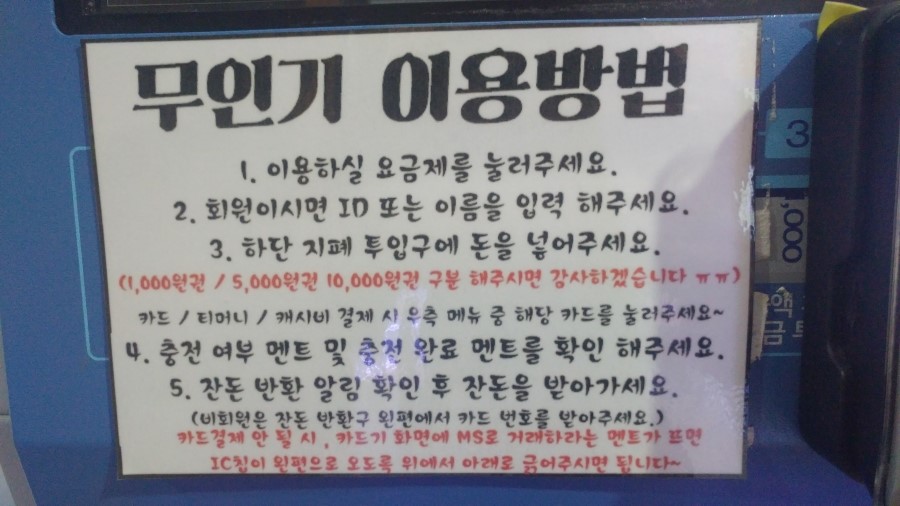 무인기 이용방법
1. 이용하실 요금제를 눌러주세요.
2. 회원이시면 ID 또는 이름을 입력 해주세요.
3. 하단 지폐 투입구에 돈을 넣어주세요.
(1,000원권 / 5,000원권 10,000원권 구분 해주시면 감사하겠습니다 ㅠㅠ)
카드 / 티머니 / 캐시비 결제 시 우측 메뉴 중 해당 카드를 눌러주세요~
4. 충전 여부 멘트 및 충전 완료 멘트를 확인 해주세요.
5. 잔돈 반환 알림 확인 후 잔돈을 받아가세요.
(비회원은 잔돈 반환구 왼편에서 카드 번호를 받아주세요.)
카드결제 안 될 시, 카드기 화면에 MS로 거래하라는 멘트가 뜨면
IC칩이 왼편으로 오도록 위에서 아래로 긁어주시면 됩니다~
3